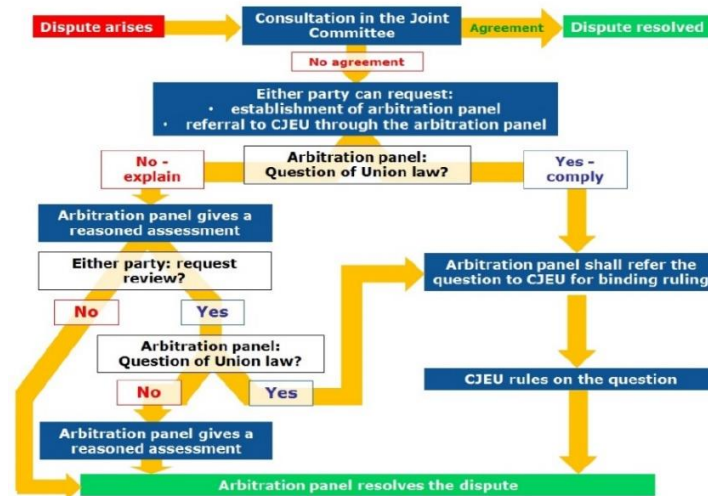 Dispute arises
Consultation in the Joint
Committee
Agreement
Dispute resolved
No agreement
Either party can request:
• establishment of arbitration panel
• referral to CJEU through the arbitration panel
No -
explain
Arbitration panel:
Question of Union law?
Yes -
comply
Arbitration panel gives a
reasoned assessment
Either party: request
review?
Arbitration panel shall refer the
question to CJEU for binding ruling
No
Yes
Arbitration panel:
Question of Union law?
No
Yes
CJEU rules on the question
Arbitration panel gives a
reasoned assessment
Arbitration panel resolves the dispute